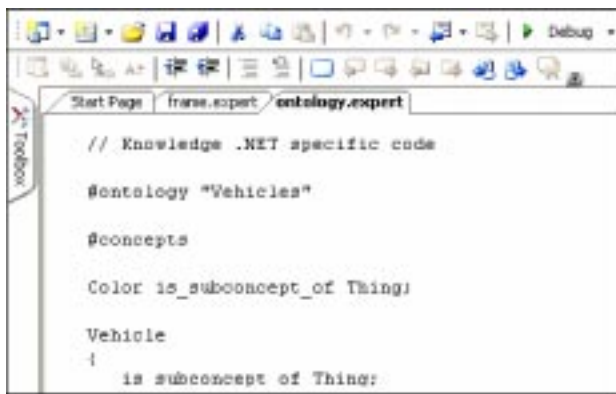 Debug
Start Page frame.expert ontology.expert
Toolbox
// Knowledge .NET specific code
#ontology "Vehicles"
#concepts
Color is_subconcept_of Thing;
Vehicle
{
is_subconcept_of Thing;